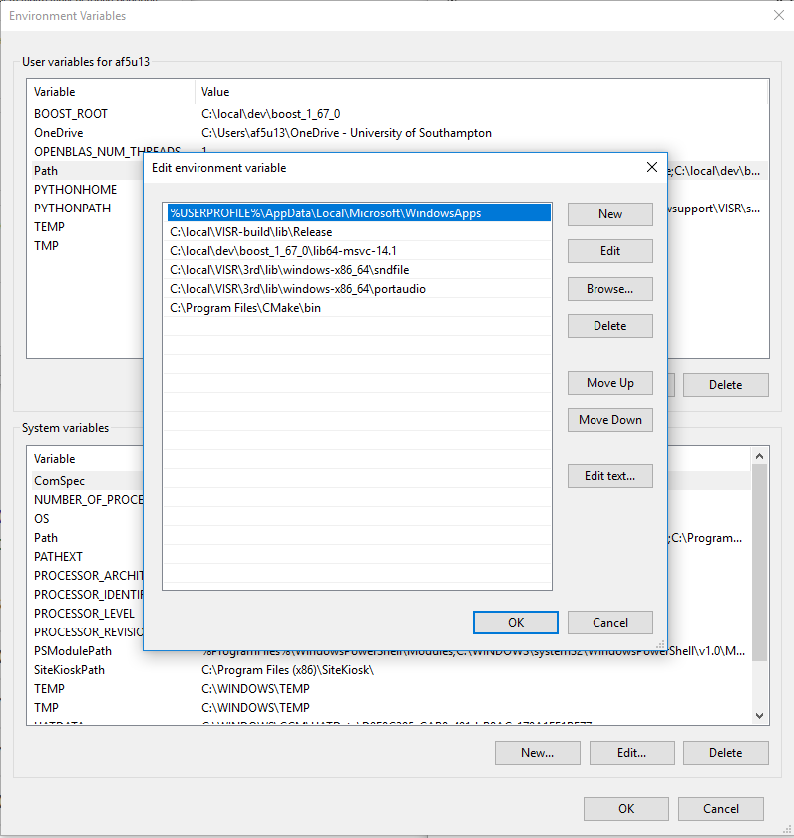 Environment Variables
User variables for af5u13
Variable Value
BOOST_ROOT C:\local\dev\boost_1_67_0
OneDrive C:\Users\af5u13\OneDrive - University of Southampton
OPENBLAS_NUM_THREADS 1
Path ;C:\local\dev\b...
PYTHONHOME
PYTHONPATH vsupport\VISR\s...
TEMP
TMP
Delete
Edit environment variable
%USERPROFILE%\AppData\Local\Microsoft\WindowsApps
C:\local\VISR-build\lib\Release
C:\local\dev\boost_1_67_0\lib64-msvc-14.1
C:\local\VISR\3rd\lib\windows-x86_64\sndfile
C:\local\VISR\3rd\lib\windows-x86_64\portaudio
C:\Program Files\CMake\bin
New
Edit
Browse...
Delete
Move Up
Move Down
Edit text...
OK Cancel
System variables
Variable
ComSpec
NUMBER_OF_PROCE
OS
Path ;C:\Program...
PATHEXT
PROCESSOR_ARCHIT
PROCESSOR_IDENTIF
PROCESSOR_LEVEL
PROCESSOR_REVISIO
PSModulePath %ProgramFiles%\WindowsPowerShell\Modules;C:\WINDOWS\system32\WindowsPowerShell\v1.0\M...
SiteKioskPath C:\Program Files (x86)\SiteKiosk\
TEMP C:\WINDOWS\TEMP
TMP C:\WINDOWS\TEMP
New... Edit... Delete
OK Cancel